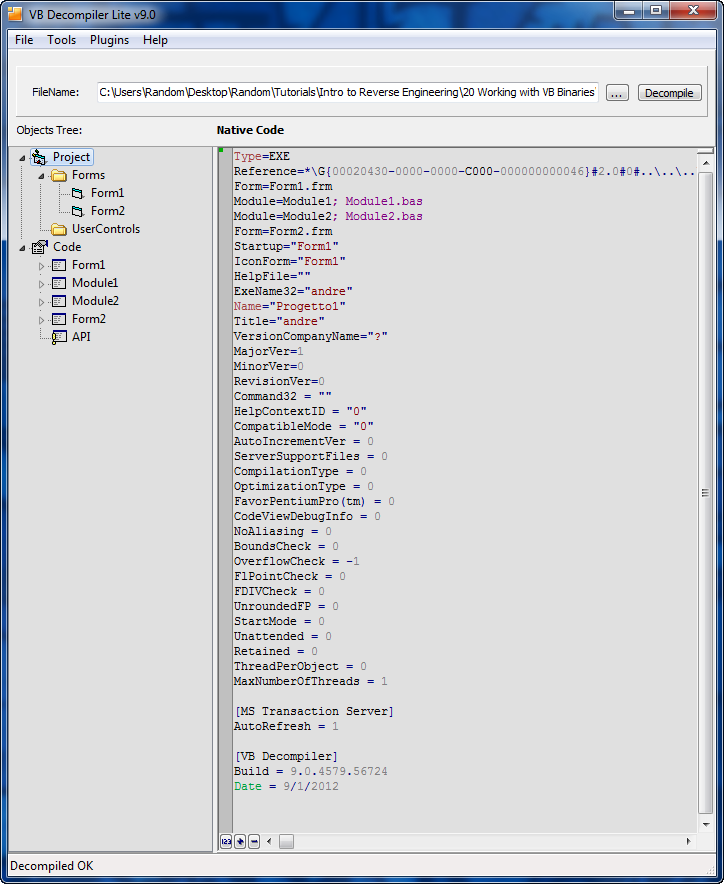 VB Decompiler Lite v9.0
File Tools Plugins Help
FileName: C:\Users\Random\Desktop\Random\Tutorials\Intro to Reverse Engineering\20 Working with VB Binaries\ ... Decompile
Objects Tree: Native Code
Project
Forms
Form1
Form2
UserControls
Code
Form1
Module1
Module2
Form2
API
Type=EXE
Reference=*\G{00020430-0000-0000-C000-000000000046}#2.0#0#..\..\..
Form=Form1.frm
Module=Module1; Module1.bas
Module=Module2; Module2.bas
Form=Form2.frm
Startup="Form1"
IconForm="Form1"
HelpFile=""
ExeName32="andre"
Name="Progetto1"
Title="andre"
VersionCompanyName="?"
MajorVer=1
MinorVer=0
RevisionVer=0
Command32 = ""
HelpContextID = "0"
CompatibleMode = "0"
AutoIncrementVer = 0
ServerSupportFiles = 0
CompilationType = 0
OptimizationType = 0
FavorPentiumPro(tm) = 0
CodeViewDebugInfo = 0
NoAliasing = 0
BoundsCheck = 0
OverflowCheck = -1
FlPointCheck = 0
FDIVCheck = 0
UnroundedFP = 0
StartMode = 0
Unattended = 0
Retained = 0
ThreadPerObject = 0
MaxNumberOfThreads = 1
[MS Transaction Server]
AutoRefresh = 1
[VB Decompiler]
Build = 9.0.4579.56724
Date = 9/1/2012
123
Decompiled OK